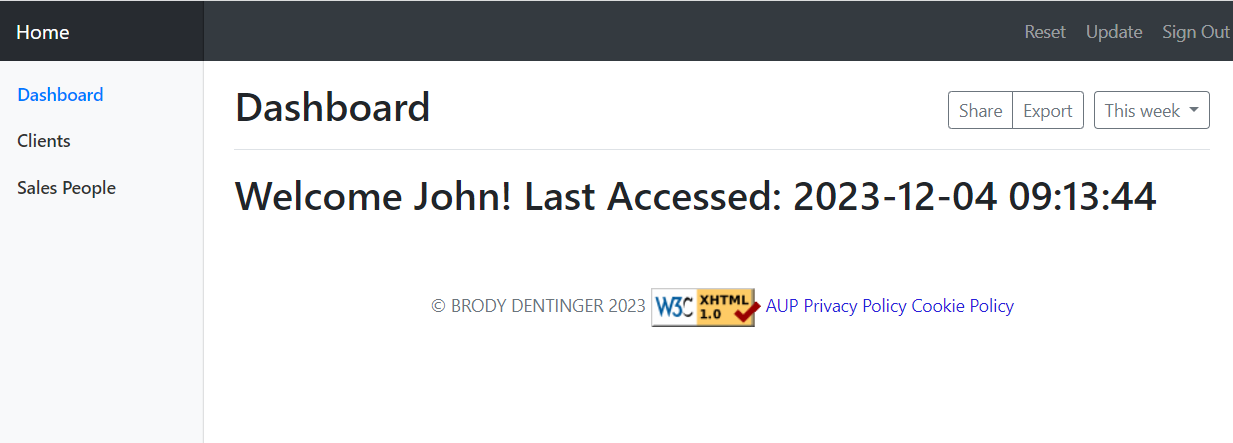 Home Reset Update Sign Out
Dashboard
Clients
Sales People
Dashboard Share Export This week
Welcome John! Last Accessed: 2023-12-04 09:13:44
© BRODY DENTINGER 2023 W3C XHTML 1.0 AUP Privacy Policy Cookie Policy